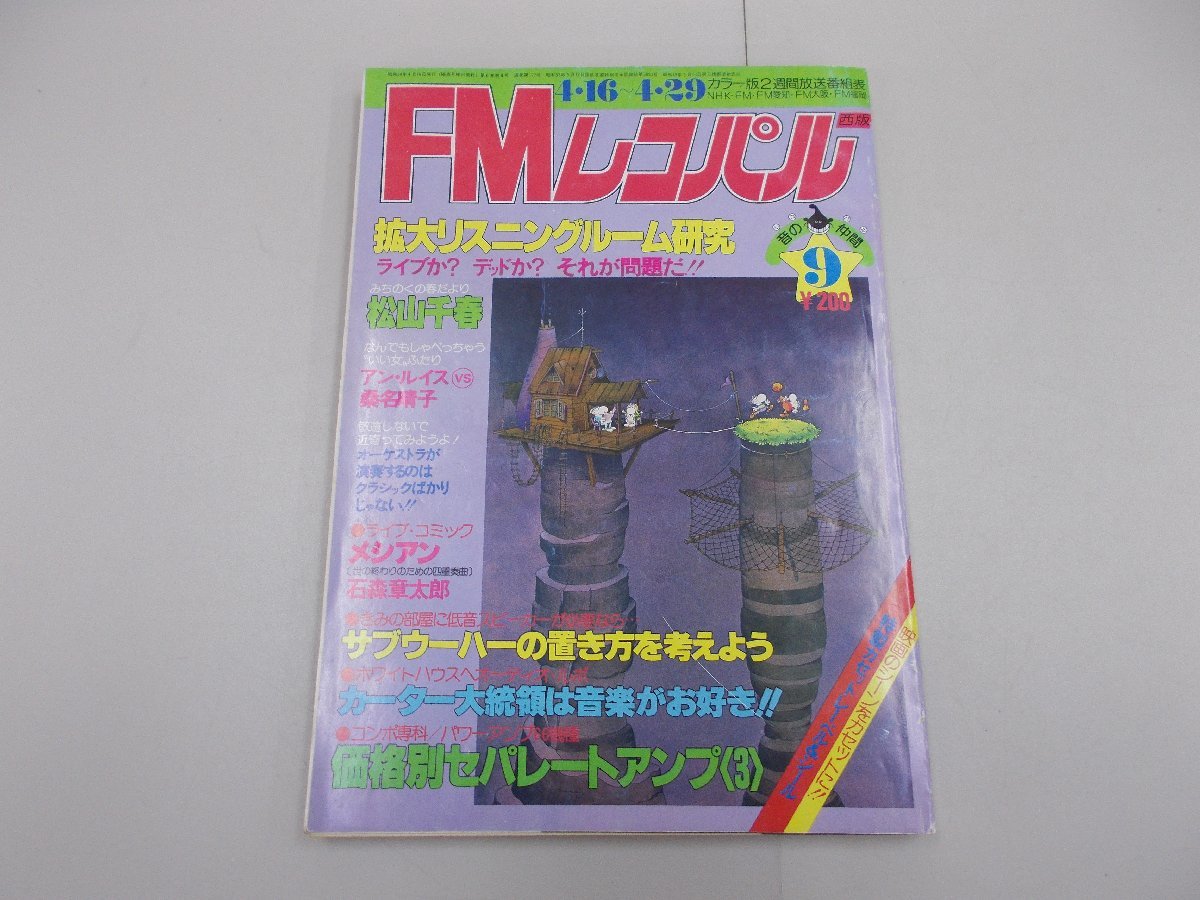 4・16〜4・29
カラー版2週間放送番組表
NHK-FM・FM愛知・FM大阪・FM福岡
西版
FMレコパル
音の仲間
9
¥200
拡大リスニングルーム研究
ライブか? デッドか? それが問題だ!!
みちのくの春だより
松山千春
なんでもしゃべっちゃう
“いい女„ふたり
アン・ルイス VS
桑名晴子
敬遠しないで
近寄ってみようよ!
オーケストラが
演奏するのは
クラシックばかり
じゃない!!
●ライブ・コミック
メシアン
(世の終わりのための四重奏曲)
石森章太郎
●きみの部屋に低音スピーカーが
サブウーハーの置き方を考えよう
●ホワイトハウスへ
カーター大統領は音楽がお好き!!
●コンポ専科/パワーアンプ
価格別セパレートアンプ〈3〉
映画のシーンをカセットに!/